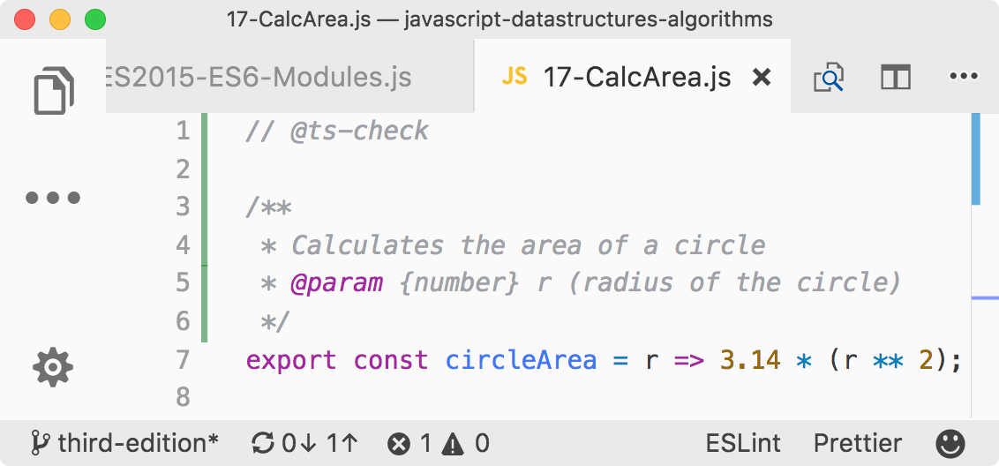 17-CalcArea.js — javascript-datastructures-algorithms
ES2015-ES6-Modules.js JS 17-CalcArea.js
1 // @ts-check
2
3 /**
4 * Calculates the area of a circle
5 * @param {number} r (radius of the circle)
6 */
7 export const circleArea = r => 3.14 * (r ** 2);
8
third-edition* 0↓ 1↑ 1 0 ESLint Prettier